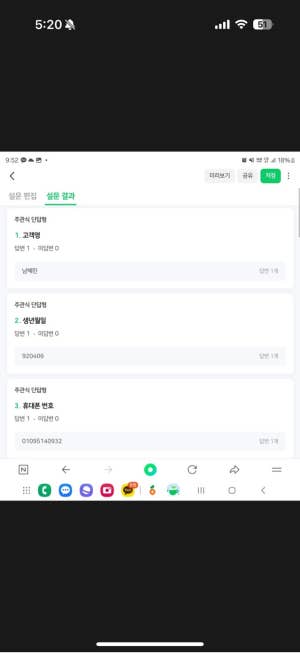 5:20
51
9:52
18%
미리보기 공유 저장
설문 편집 설문 결과
주관식 단답형
1. 고객명
답변 1 · 미답변 0
남혜진
답변 1개
주관식 단답형
2. 생년월일
답변 1 · 미답변 0
920406
답변 1개
주관식 단답형
3. 휴대폰 번호
답변 1 · 미답변 0
01095140932
답변 1개
N